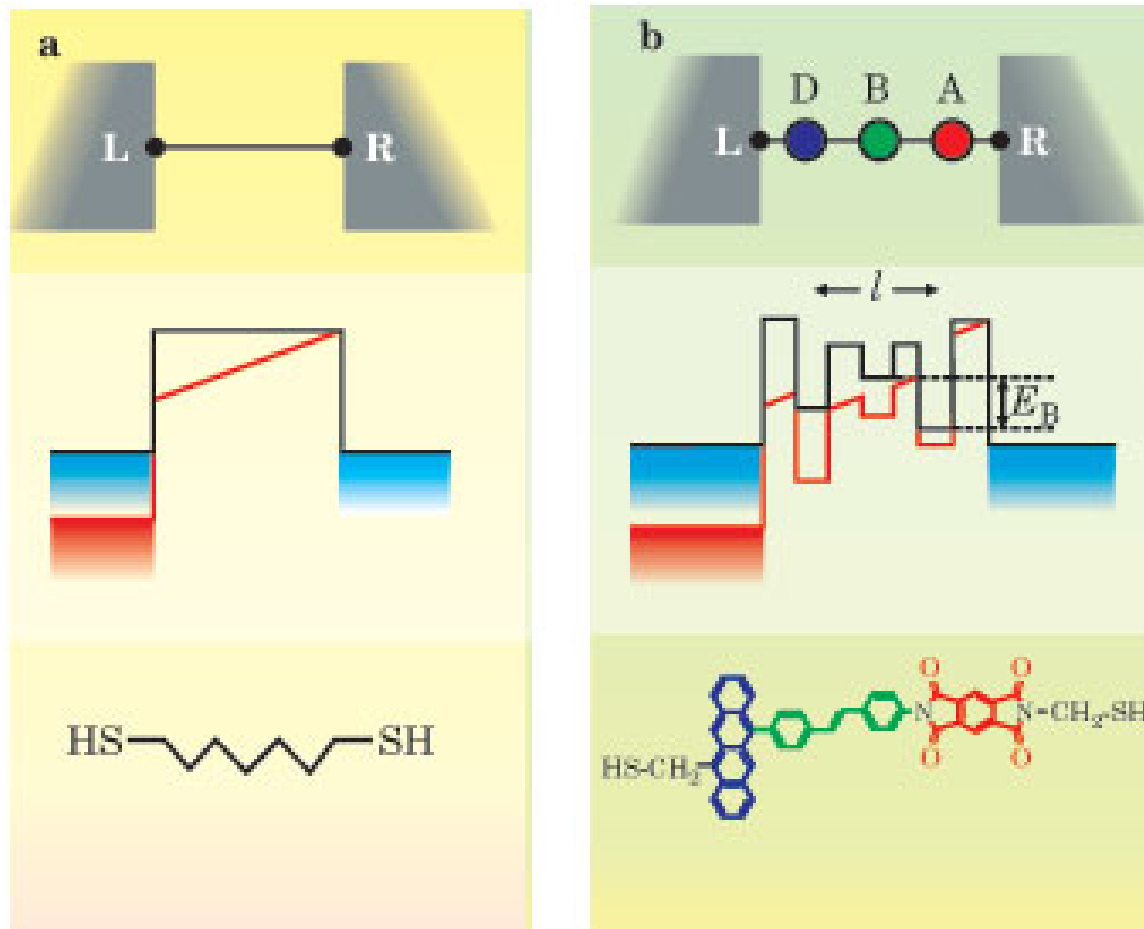 a
L R
b
D B A
L R
l
E_B
HS SH
O O
N N-CH₂-SH
HS-CH₂
O O